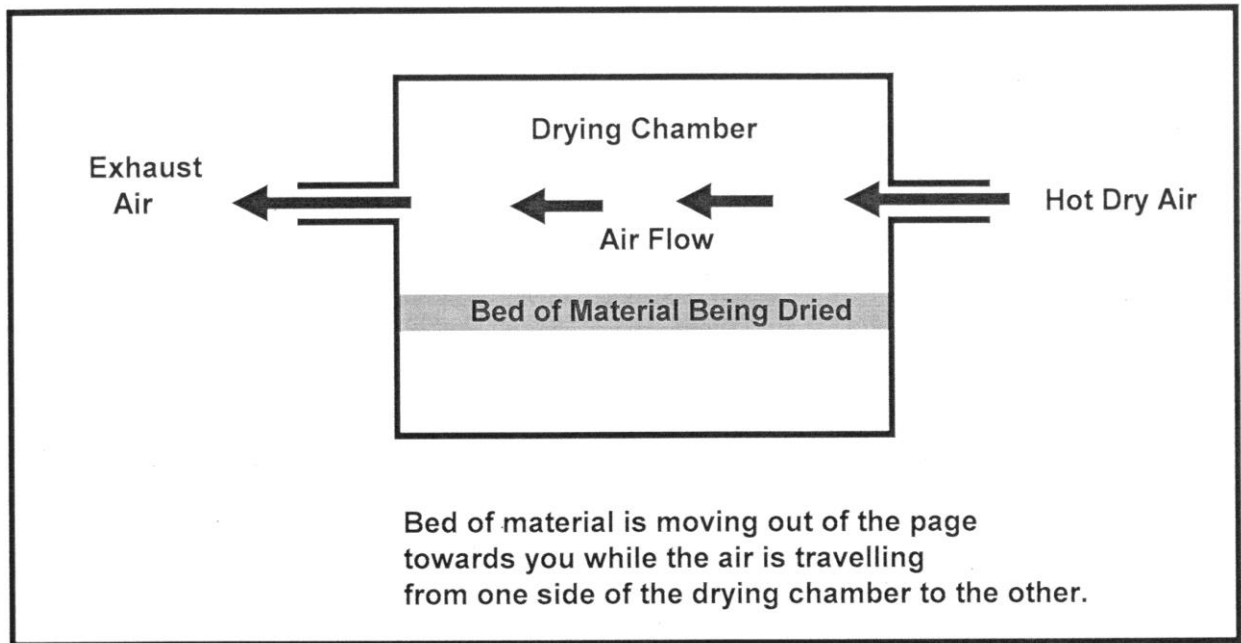 Drying Chamber
Exhaust
Air
Hot Dry Air
Air Flow
Bed of Material Being Dried
Bed of material is moving out of the page
towards you while the air is travelling
from one side of the drying chamber to the other.